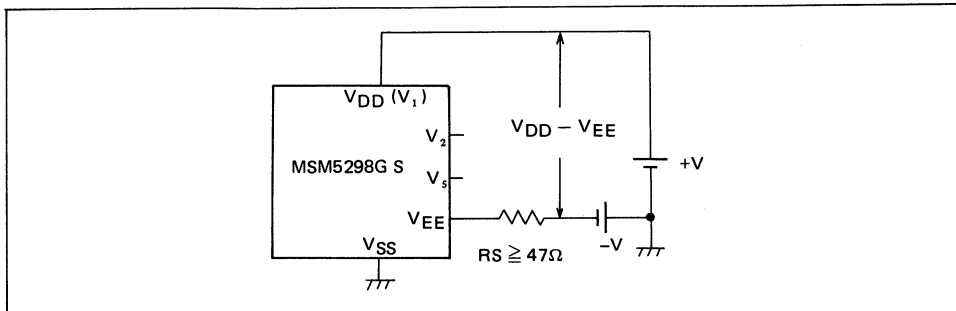 VDD (V1)
V2
VDD – VEE
MSM5298G S
+V
V5
VEE
–V
VSS
RS ≧ 47Ω